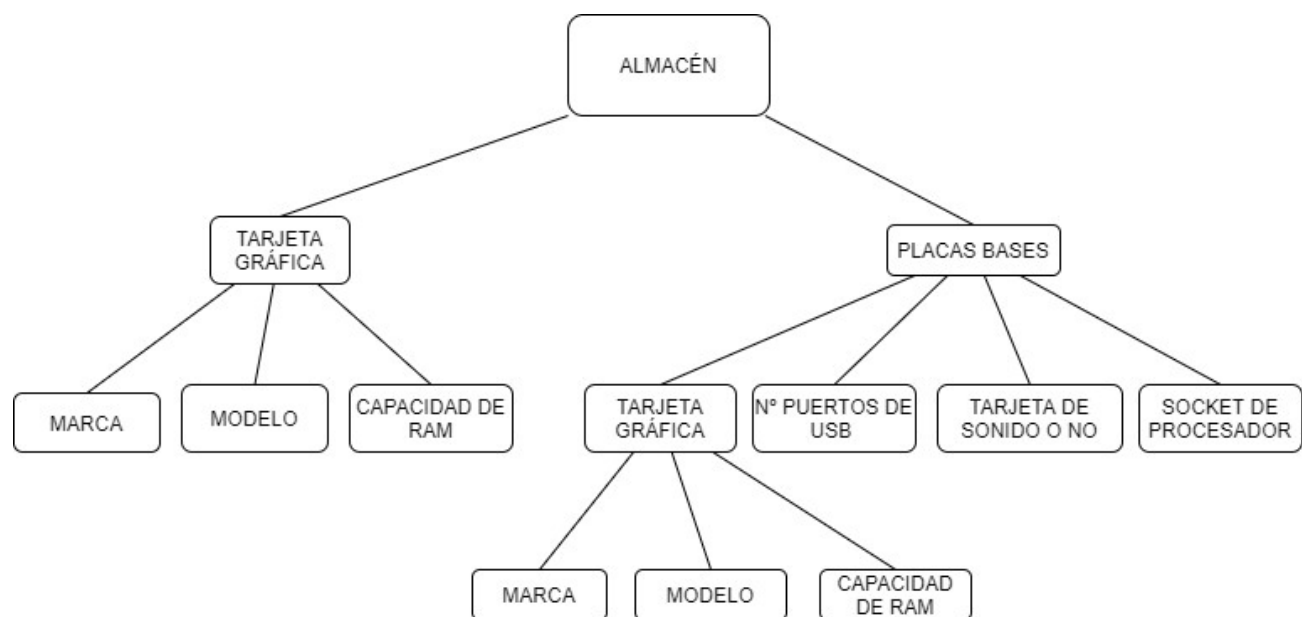 ALMACÉN
TARJETA
GRÁFICA
PLACAS BASES
MARCA
MODELO
CAPACIDAD DE
RAM
TARJETA
GRÁFICA
Nº PUERTOS DE
USB
TARJETA DE
SONIDO O NO
SOCKET DE
PROCESADOR
MARCA
MODELO
CAPACIDAD
DE RAM